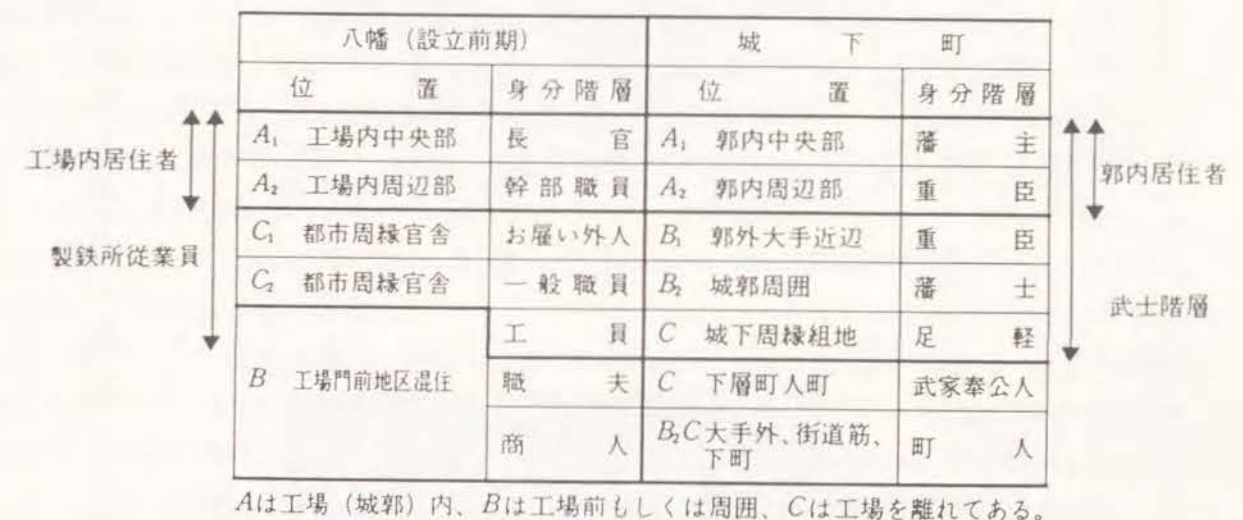 八幡（設立前期） 城下町
位置 身分階層 位置 身分階層
A₁ 工場内中央部 長官 A₁ 郭内中央部 藩主
A₂ 工場内周辺部 幹部職員 A₂ 郭内周辺部 重臣
C₁ 都市周縁官舎 お雇い外人 B₁ 郭外大手近辺 重臣
C₂ 都市周縁官舎 一般職員 B₂ 城郭周囲 藩士
工員 C 城下周縁組地 足軽
B 工場門前地区混住 職夫 C 下層町人町 武家奉公人
商人 B₂C 大手外、街道筋、 町人
下町
工場内居住者
製鉄所従業員
郭内居住者
武士階層
Aは工場（城郭）内、Bは工場前もしくは周囲、Cは工場を離れてある。